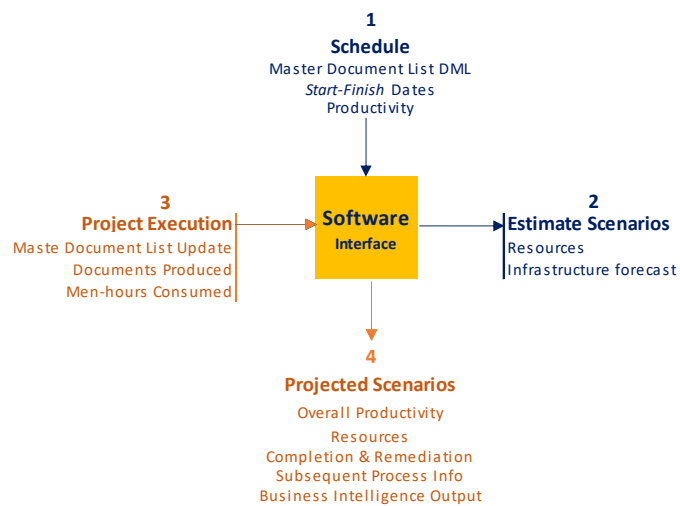 1
Schedule
Master Document List DML
Start-Finish Dates
Productivity
3
Project Execution
Maste Document List Update
Documents Produced
Men-hours Consumed
Software
Interface
2
Estimate Scenarios
Resources
Infrastructure forecast
4
Projected Scenarios
Overall Productivity
Resources
Completion & Remediation
Subsequent Process Info
Business Intelligence Output